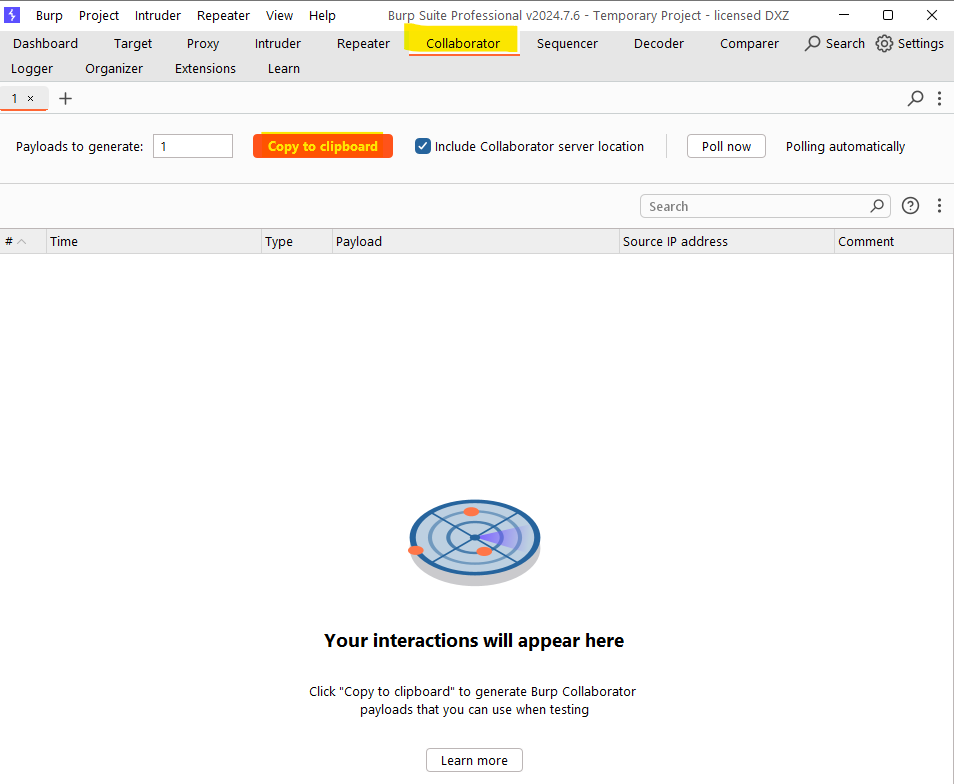 Burp Project Intruder Repeater View Help Burp Suite Professional v2024.7.6 - Temporary Project - licensed DXZ
Dashboard Target Proxy Intruder Repeater Collaborator Sequencer Decoder Comparer Search Settings
Logger Organizer Extensions Learn
1 ×
Payloads to generate: 1 Copy to clipboard Include Collaborator server location Poll now Polling automatically
Search
# Time Type Payload Source IP address Comment
Your interactions will appear here
Click "Copy to clipboard" to generate Burp Collaborator
payloads that you can use when testing
Learn more